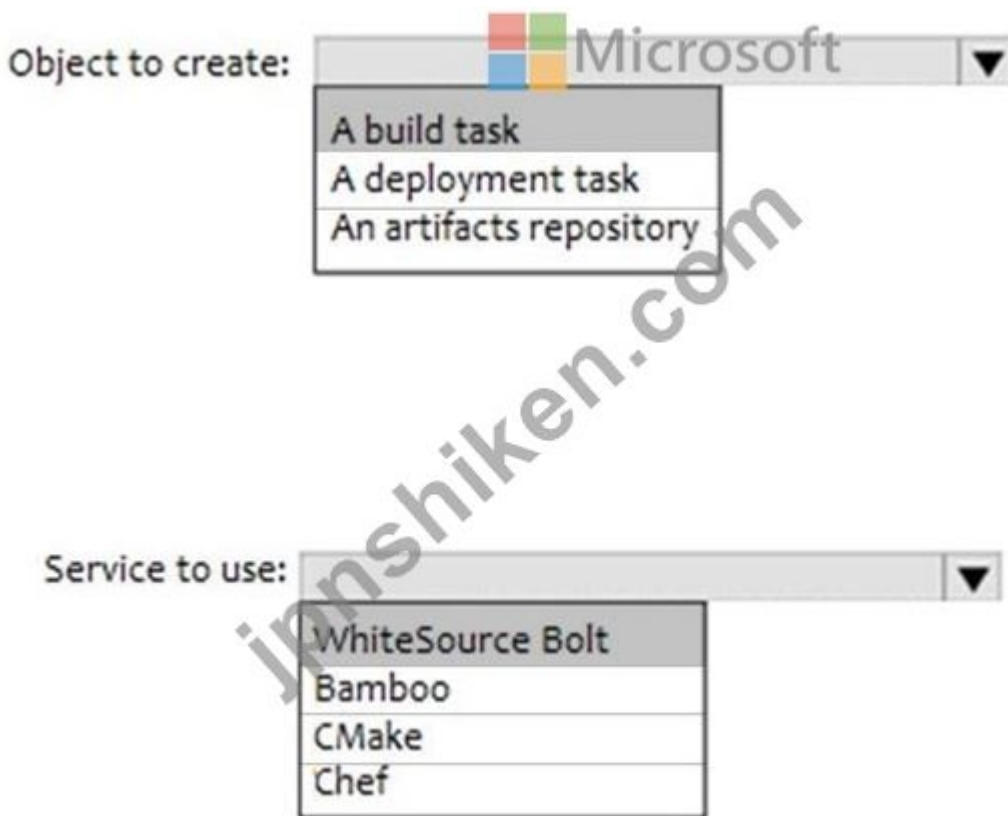 Object to create:
Microsoft
A build task
A deployment task
An artifacts repository
jpnshiken.com
Service to use:
WhiteSource Bolt
Bamboo
CMake
Chef